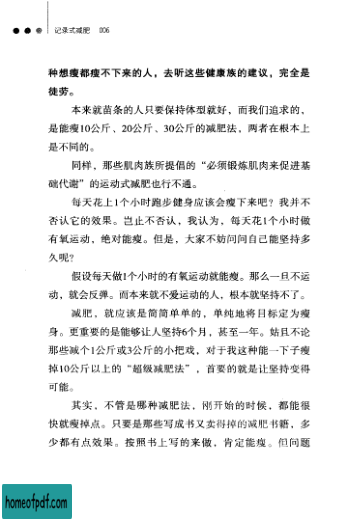 记录式减肥 006
种想瘦都瘦不下来的人，去听这些健康族的建议，完全是
徒劳。
本来就苗条的人只要保持体型就好，而我们追求的，
是能瘦10公斤、20公斤、30公斤的减肥法，两者在根本上
是不同的。
同样，那些肌肉族所提倡的“必须锻炼肌肉来促进基
础代谢”的运动式减肥也行不通。
每天花上1个小时跑步健身应该会瘦下来吧？我并不
否认它的效果。岂止不否认，我认为，每天花1个小时做
有氧运动，绝对能瘦。但是，大家不妨问问自己能坚持多
久呢？
假设每天做1个小时的有氧运动就能瘦。那么一旦不运
动，就会反弹。而本来就不爱运动的人，根本就坚持不了。
减肥，就应该是简简单单的，单纯地将目标定为瘦
身。更重要的是能够让人坚持6个月，甚至一年。姑且不论
那些减个1公斤或3公斤的小把戏，对于我这种能一下子瘦
掉10公斤以上的“超级减肥法”，首要的就是让坚持变得
可能。
其实，不管是哪种减肥法，刚开始的时候，都能很
快就瘦掉点。只要是那些写成书又卖得掉的减肥书籍，多
少都有点效果。按照书上写的来做，肯定能瘦。但问题
homeofpdf.com